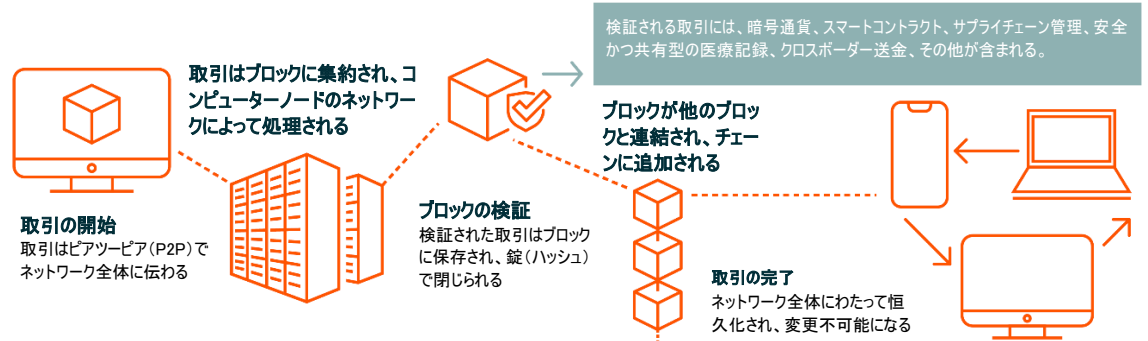 検証される取引には、暗号通貨、スマートコントラクト、サプライチェーン管理、安全
かつ共有型の医療記録、クロスボーダー送金、その他が含まれる。
取引の開始
取引はピアツーピア（P2P）で
ネットワーク全体に伝わる
取引はブロックに集約され、コ
ンピューターノードのネットワー
クによって処理される
ブロックの検証
検証された取引はブロック
に保存され、錠（ハッシュ）
で閉じられる
ブロックが他のブロッ
クと連結され、チェー
ンに追加される
取引の完了
ネットワーク全体にわたって恒
久化され、変更不可能になる